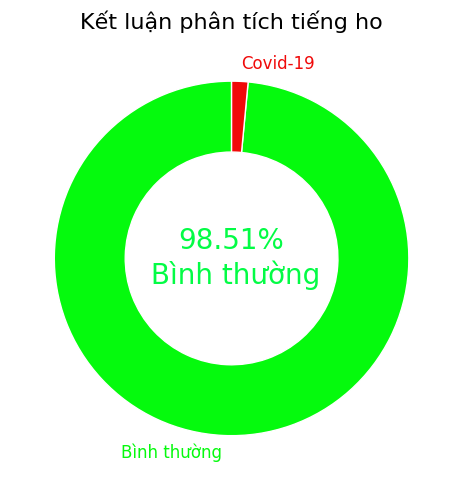 Kết luận phân tích tiếng ho
Covid-19
98.51%
Bình thường
Bình thường